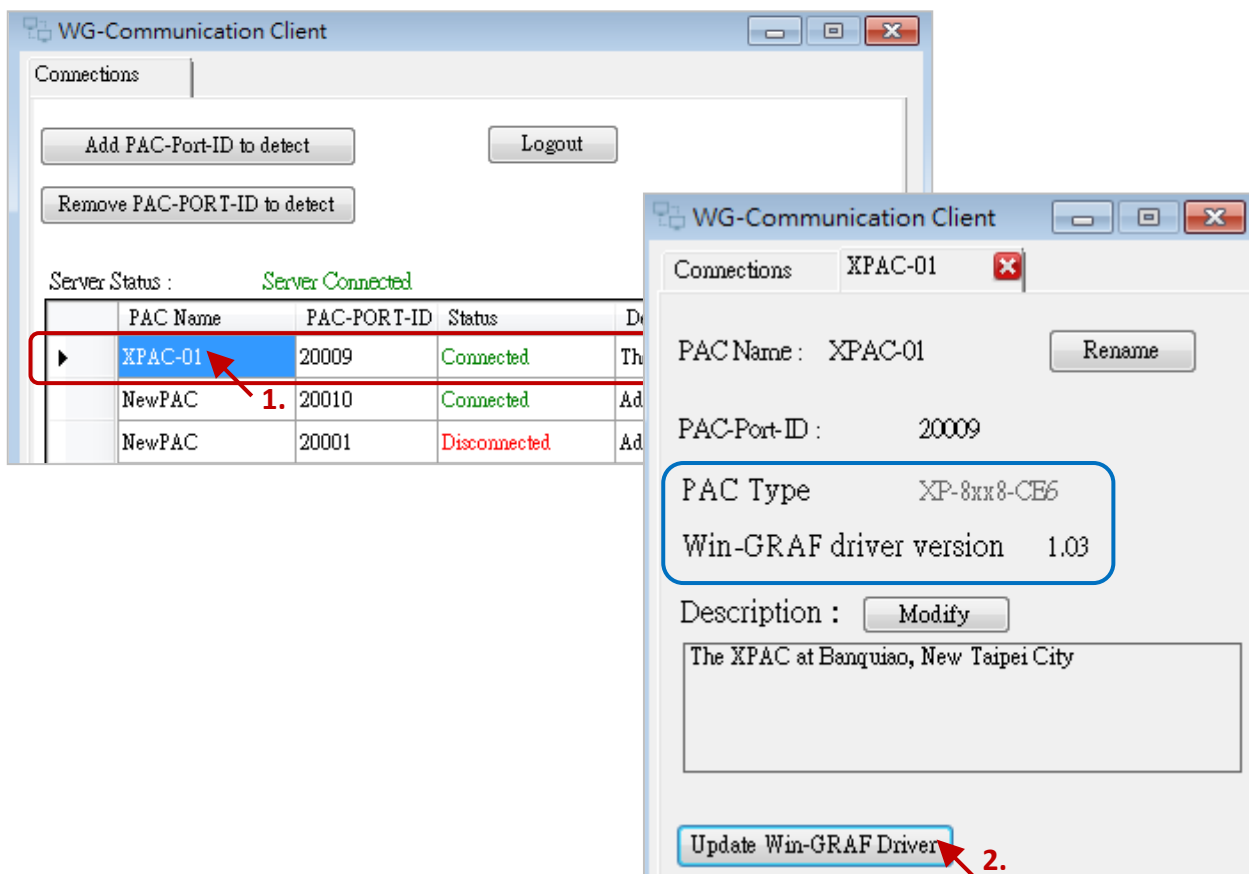 WG-Communication Client
Connections
Add PAC-Port-ID to detect
Logout
Remove PAC-PORT-ID to detect
Server Status : Server Connected
PAC Name PAC-PORT-ID Status
XPAC-01 20009 Connected
1.
NewPAC 20010 Connected
NewPAC 20001 Disconnected
WG-Communication Client
Connections XPAC-01
PAC Name : XPAC-01 Rename
PAC-Port-ID : 20009
PAC Type XP-8xx8-CE6
Win-GRAF driver version 1.03
Description : Modify
The XPAC at Banquiao, New Taipei City
Update Win-GRAF Driver
2.